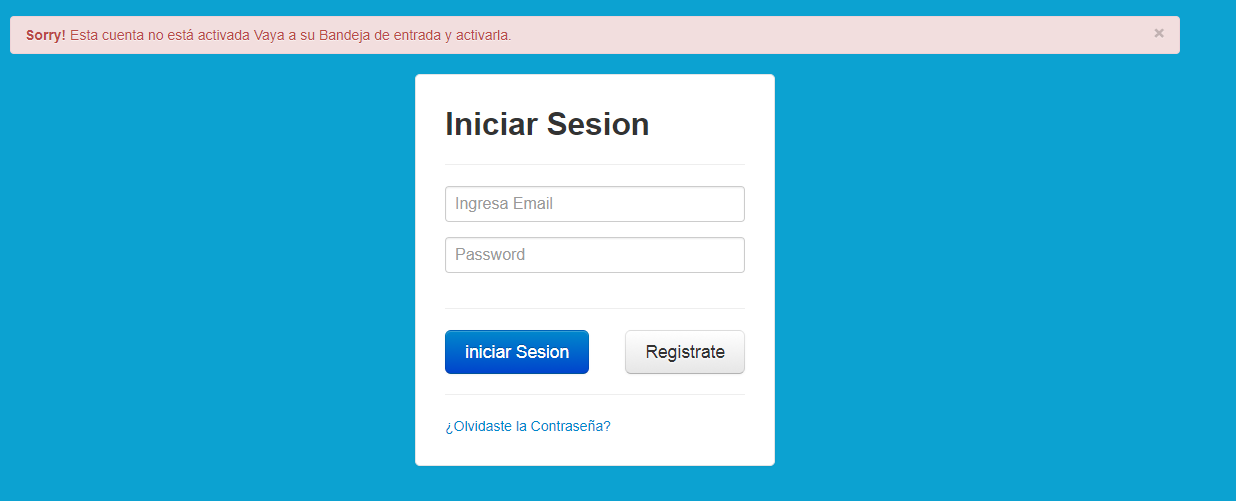 Sorry! Esta cuenta no está activada Vaya a su Bandeja de entrada y activarla.
×
Iniciar Sesion
Ingresa Email
Password
iniciar Sesion
Registrate
¿Olvidaste la Contraseña?